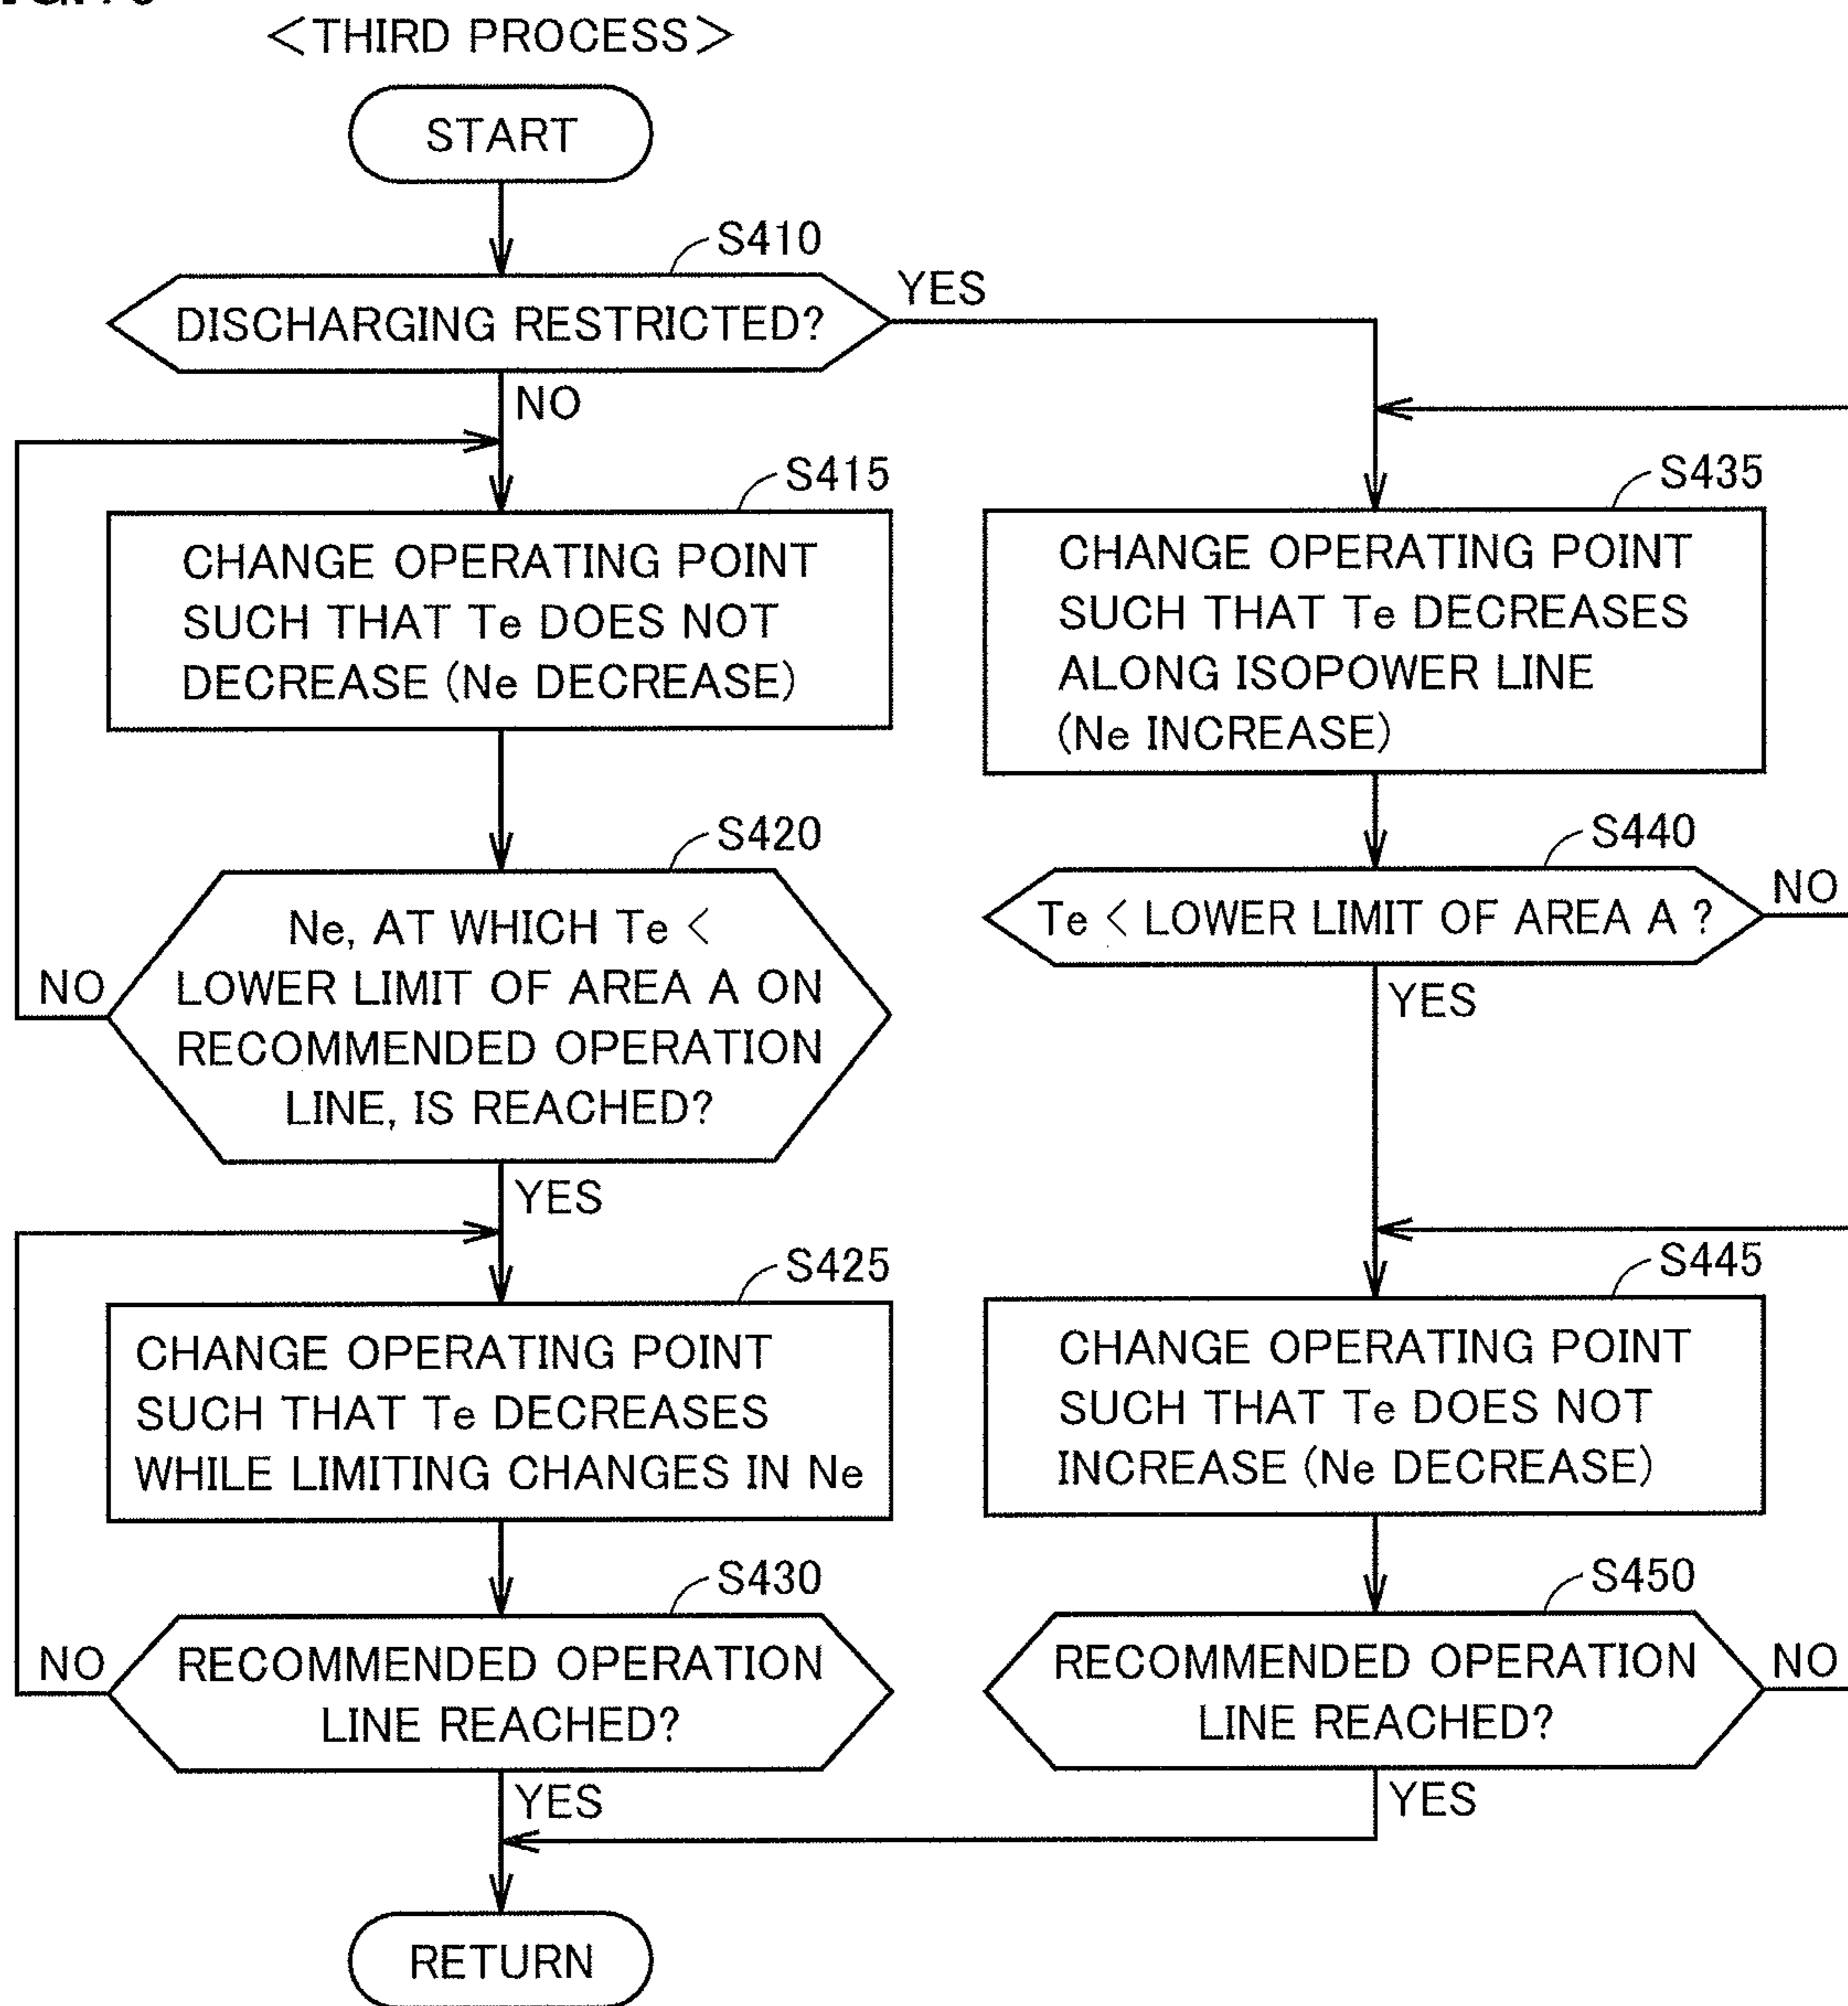 <THIRD PROCESS>
START
S410
DISCHARGING RESTRICTED?
YES
NO
S415
CHANGE OPERATING POINT
SUCH THAT Te DOES NOT
DECREASE (Ne DECREASE)
S420
Ne, AT WHICH Te <
LOWER LIMIT OF AREA A ON
RECOMMENDED OPERATION
LINE, IS REACHED?
NO
YES
S425
CHANGE OPERATING POINT
SUCH THAT Te DECREASES
WHILE LIMITING CHANGES IN Ne
S430
RECOMMENDED OPERATION
LINE REACHED?
NO
YES
S435
CHANGE OPERATING POINT
SUCH THAT Te DECREASES
ALONG ISOPOWER LINE
(Ne INCREASE)
S440
Te < LOWER LIMIT OF AREA A ?
NO
YES
S445
CHANGE OPERATING POINT
SUCH THAT Te DOES NOT
INCREASE (Ne DECREASE)
S450
RECOMMENDED OPERATION
LINE REACHED?
NO
YES
RETURN